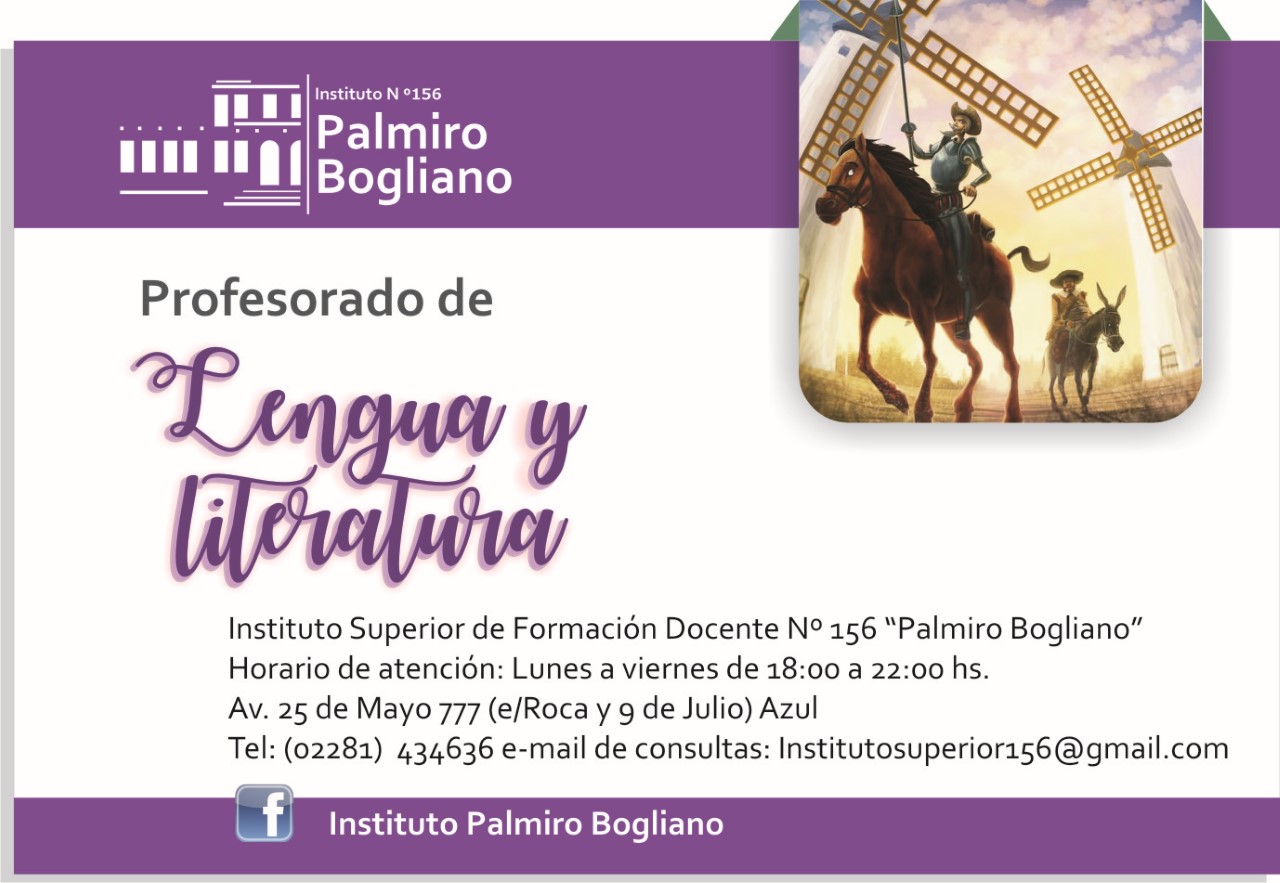 Instituto N º156
Palmiro
Bogliano
Profesorado de
Lengua y
literatura
Instituto Superior de Formación Docente Nº 156 “Palmiro Bogliano”
Horario de atención: Lunes a viernes de 18:00 a 22:00 hs.
Av. 25 de Mayo 777 (e/Roca y 9 de Julio) Azul
Tel: (02281) 434636 e-mail de consultas: Institutosuperior156@gmail.com
f Instituto Palmiro Bogliano